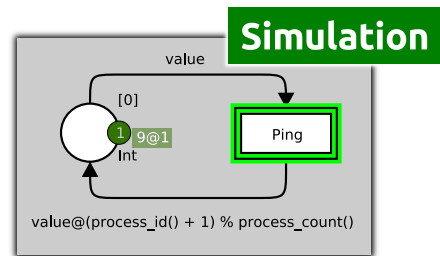 Simulation
value
[0]
1
9@1
Int
Ping
value@(process_id() + 1) % process_count()